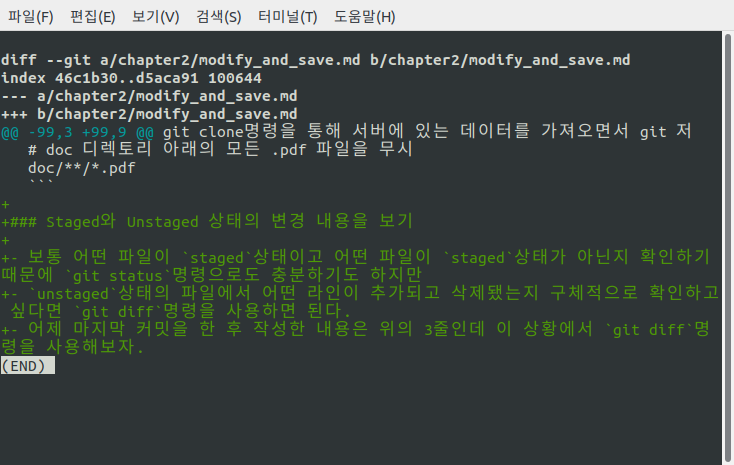 파일(F) 편집(E) 보기(V) 검색(S) 터미널(T) 도움말(H)
diff --git a/chapter2/modify_and_save.md b/chapter2/modify_and_save.md
index 46c1b30..d5aca91 100644
--- a/chapter2/modify_and_save.md
+++ b/chapter2/modify_and_save.md
@@ -99,3 +99,9 @@ git clone명령을 통해 서버에 있는 데이터를 가져오면서 git 저
   # doc 디렉토리 아래의 모든 .pdf 파일을 무시
   doc/**/*.pdf
   ```
+
+### Staged와 Unstaged 상태의 변경 내용을 보기
+
+- 보통 어떤 파일이 `staged`상태이고 어떤 파일이 `staged`상태가 아닌지 확인하기
때문에 `git status`명령으로도 충분하기도 하지만
+- `unstaged`상태의 파일에서 어떤 라인이 추가되고 삭제됐는지 구체적으로 확인하고
 싶다면 `git diff`명령을 사용하면 된다.
+- 어제 마지막 커밋을 한 후 작성한 내용은 위의 3줄인데 이 상황에서 `git diff`명
령을 사용해보자.
(END)